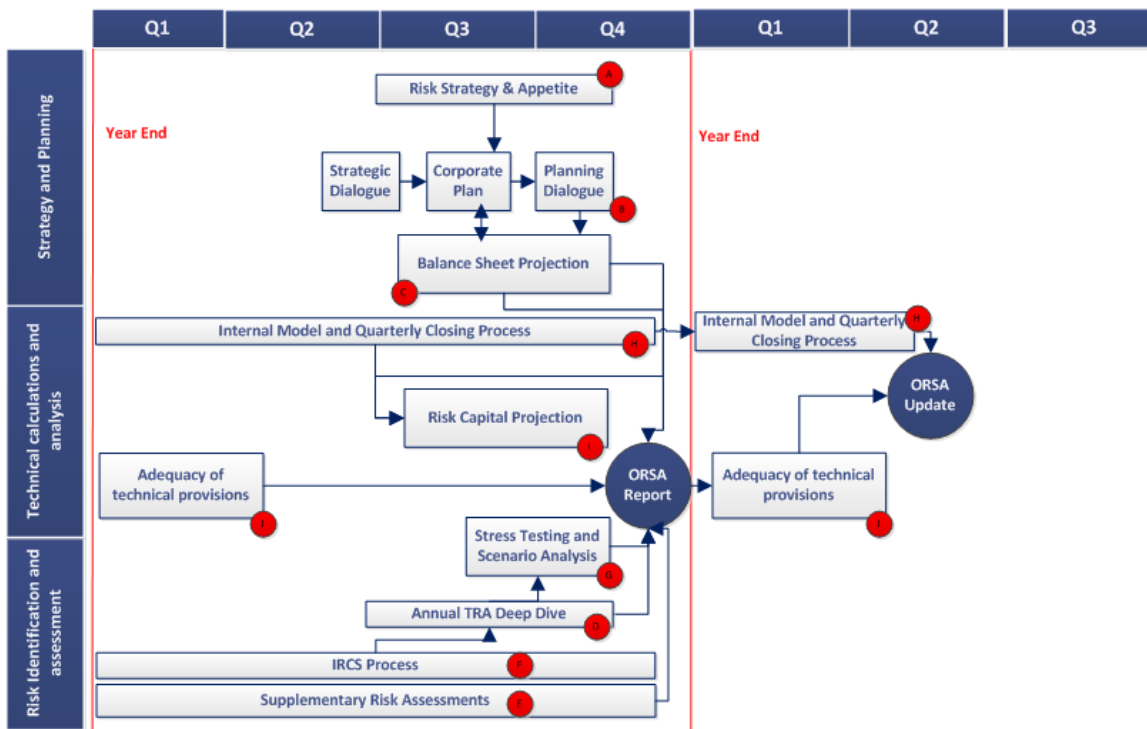 Q1
Q2
Q3
Q4
Q1
Q2
Q3
Strategy and Planning
Year End
Year End
Risk Strategy & Appetite
A
Strategic
Dialogue
Corporate
Plan
Planning
Dialogue
B
Balance Sheet Projection
C
Technical calculations and
analysis
Internal Model and Quarterly Closing Process
H
Internal Model and Quarterly
Closing Process
H
ORSA
Update
Risk Capital Projection
Adequacy of
technical provisions
J
ORSA
Report
Adequacy of technical
provisions
J
Risk Identification and
assessment
Stress Testing and
Scenario Analysis
G
Annual TRA Deep Dive
D
IRCS Process
F
Supplementary Risk Assessments
E